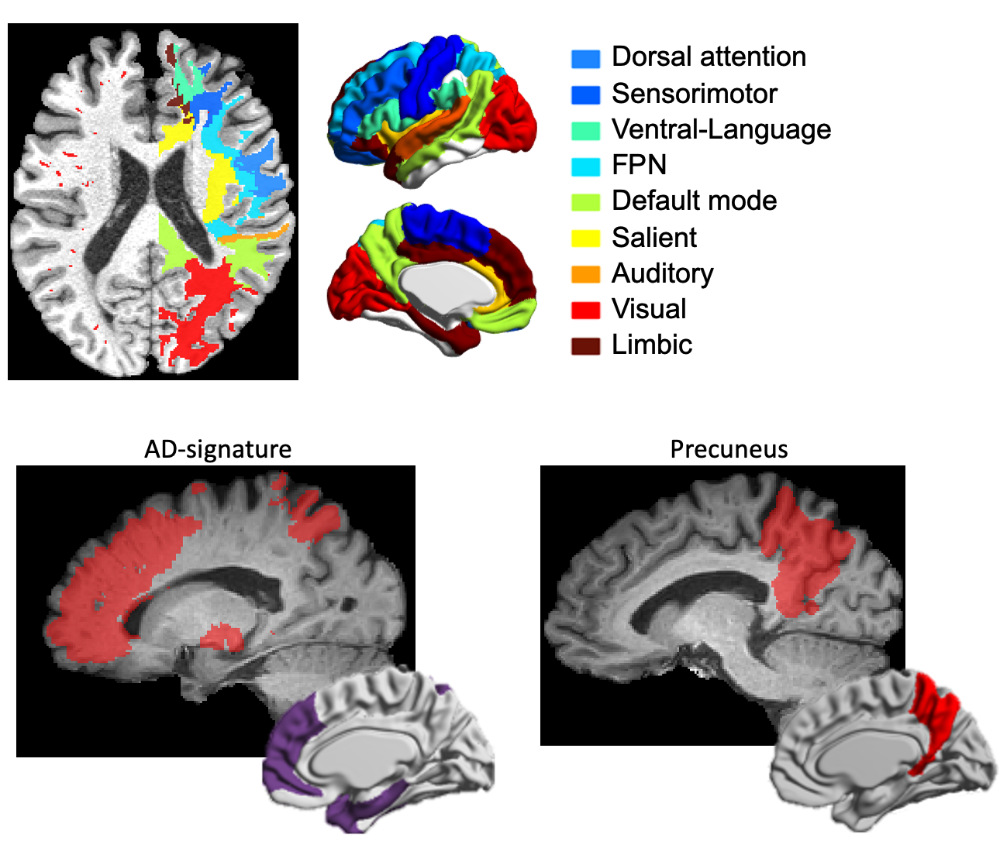 Dorsal attention
Sensorimotor
Ventral-Language
FPN
Default mode
Salient
Auditory
Visual
Limbic
AD-signature
Precuneus